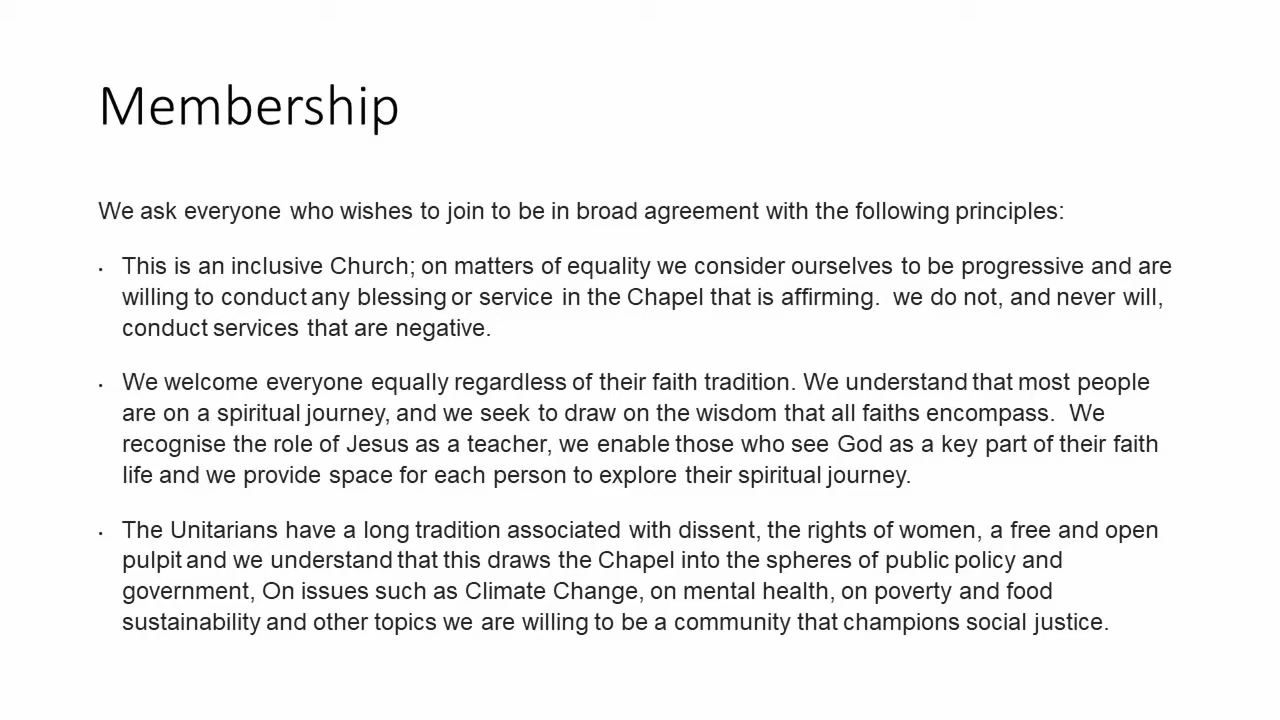 Membership
We ask everyone who wishes to join to be in broad agreement with the following principles:
• This is an inclusive Church; on matters of equality we consider ourselves to be progressive and are
willing to conduct any blessing or service in the Chapel that is affirming.  we do not, and never will,
conduct services that are negative.
• We welcome everyone equally regardless of their faith tradition. We understand that most people
are on a spiritual journey, and we seek to draw on the wisdom that all faiths encompass.  We
recognise the role of Jesus as a teacher, we enable those who see God as a key part of their faith
life and we provide space for each person to explore their spiritual journey.
• The Unitarians have a long tradition associated with dissent, the rights of women, a free and open
pulpit and we understand that this draws the Chapel into the spheres of public policy and
government, On issues such as Climate Change, on mental health, on poverty and food
sustainability and other topics we are willing to be a community that champions social justice.